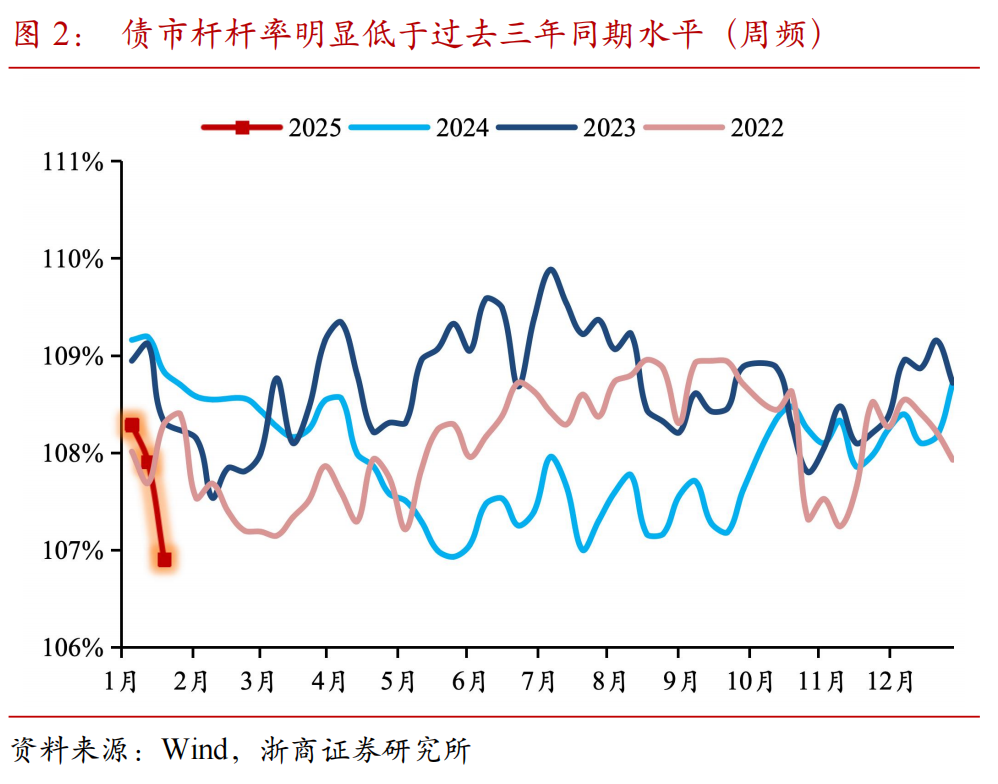 图 2： 债市杆杆率明显低于过去三年同期水平（周频）
2025 2024 2023 2022
111%
110%
109%
108%
107%
106%
1月 2月 3月 4月 5月 6月 7月 8月 9月 10月 11月 12月
资料来源：Wind，浙商证券研究所